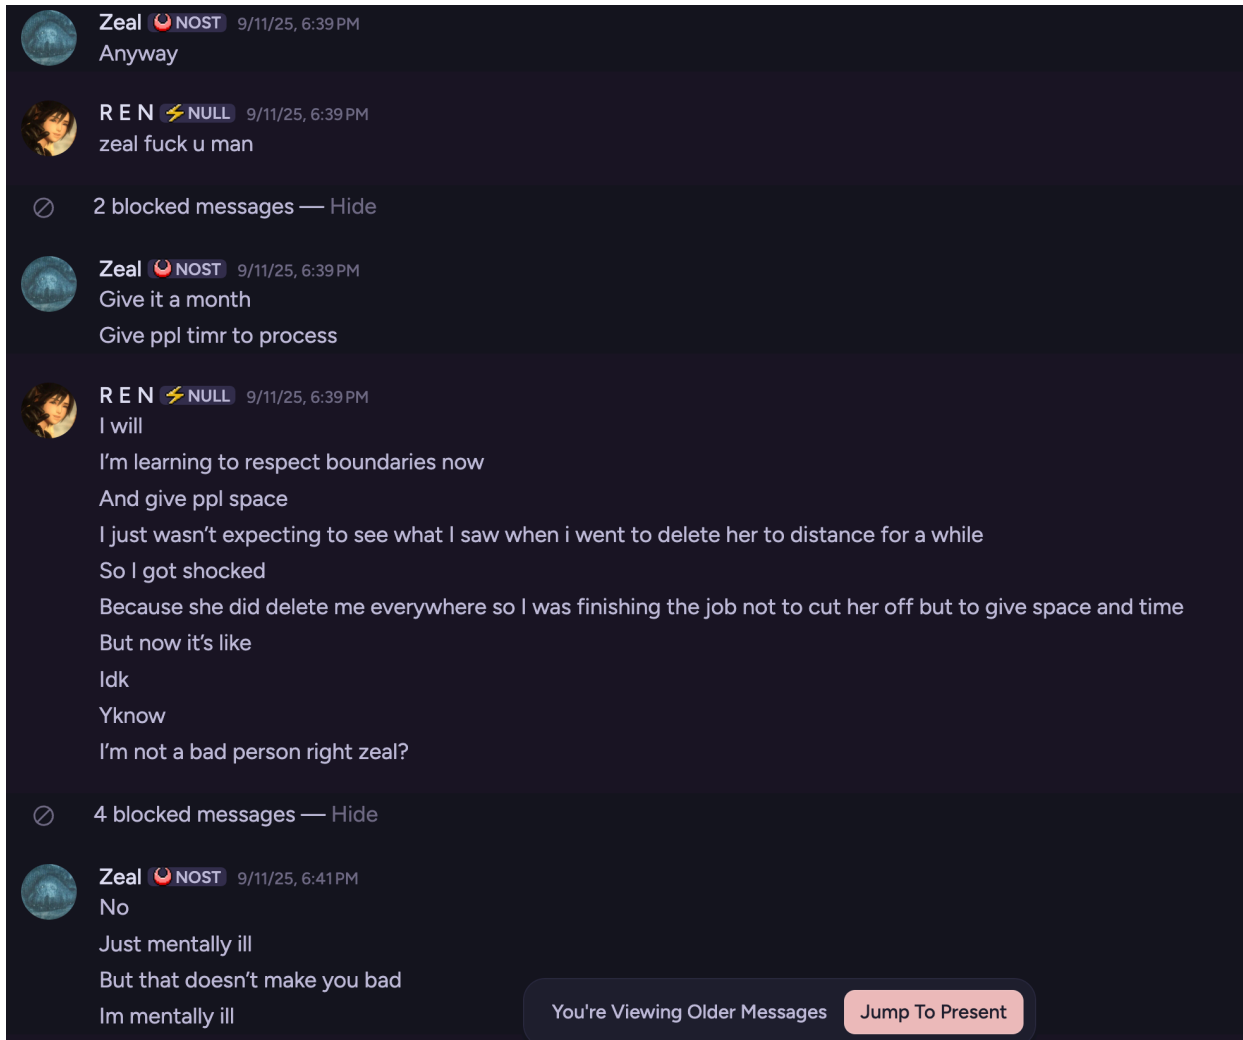 Zeal NOST 9/11/25, 6:39 PM
Anyway
R E N NULL 9/11/25, 6:39 PM
zeal fuck u man
2 blocked messages — Hide
Zeal NOST 9/11/25, 6:39 PM
Give it a month
Give ppl timr to process
R E N NULL 9/11/25, 6:39 PM
I will
I'm learning to respect boundaries now
And give ppl space
I just wasn't expecting to see what I saw when i went to delete her to distance for a while
So I got shocked
Because she did delete me everywhere so I was finishing the job not to cut her off but to give space and time
But now it's like
Idk
Yknow
I'm not a bad person right zeal?
4 blocked messages — Hide
Zeal NOST 9/11/25, 6:41 PM
No
Just mentally ill
But that doesn't make you bad
Im mentally ill
You're Viewing Older Messages Jump To Present